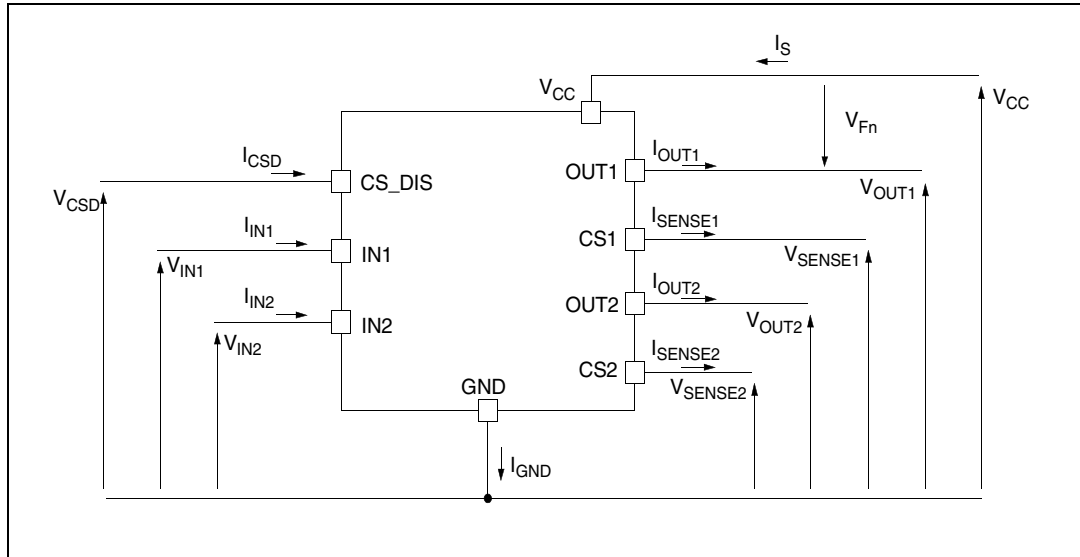 I_S
V_CC
V_CC
V_Fn
I_CSD
CS_DIS
V_CSD
I_OUT1
OUT1
V_OUT1
I_IN1
IN1
V_IN1
I_SENSE1
CS1
V_SENSE1
I_IN2
IN2
V_IN2
I_OUT2
OUT2
V_OUT2
I_SENSE2
CS2
V_SENSE2
GND
I_GND